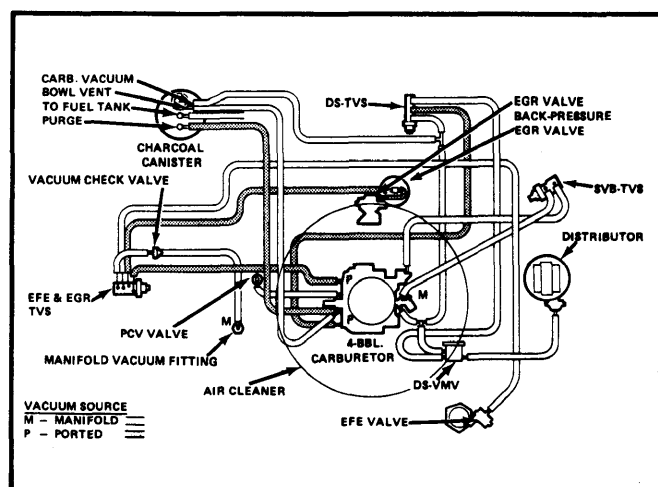 CARB. VACUUM
BOWL VENT
TO FUEL TANK
PURGE
CHARCOAL
CANISTER
VACUUM CHECK VALVE
DS-TVS
EGR VALVE
BACK-PRESSURE
EGR VALVE
SVB-TVS
DISTRIBUTOR
EFE & EGR
TVS
PCV VALVE
M
MANIFOLD VACUUM FITTING
AIR CLEANER
P
P
M
4-BBL.
CARBURETOR
DS-VMV
EFE VALVE
VACUUM SOURCE
M - MANIFOLD
P - PORTED